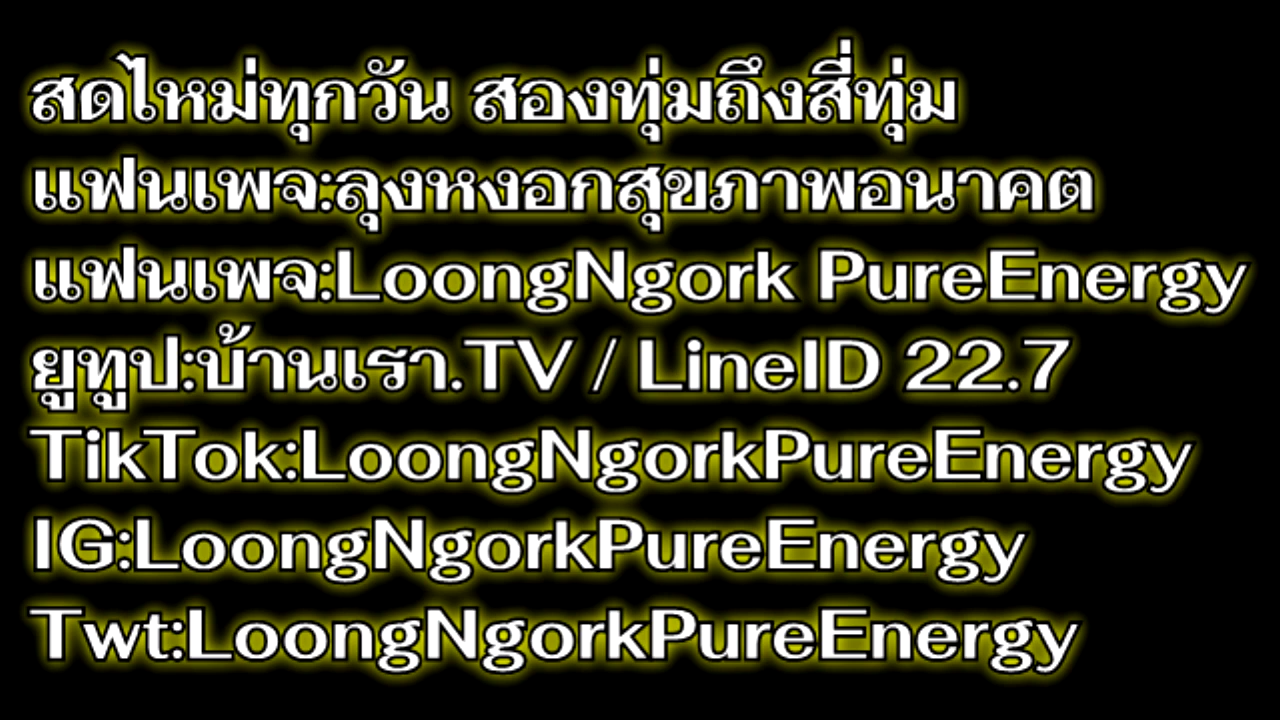 สดไหม่ทุกวัน สองทุ่มถึงสี่ทุ่ม
แฟนเพจ:ลุงหงอกสุขภาพอนาคต
แฟนเพจ:LoongNgork PureEnergy
ยูทูป:บ้านเรา.TV / LineID 22.7
TikTok:LoongNgorkPureEnergy
IG:LoongNgorkPureEnergy
Twt:LoongNgorkPureEnergy